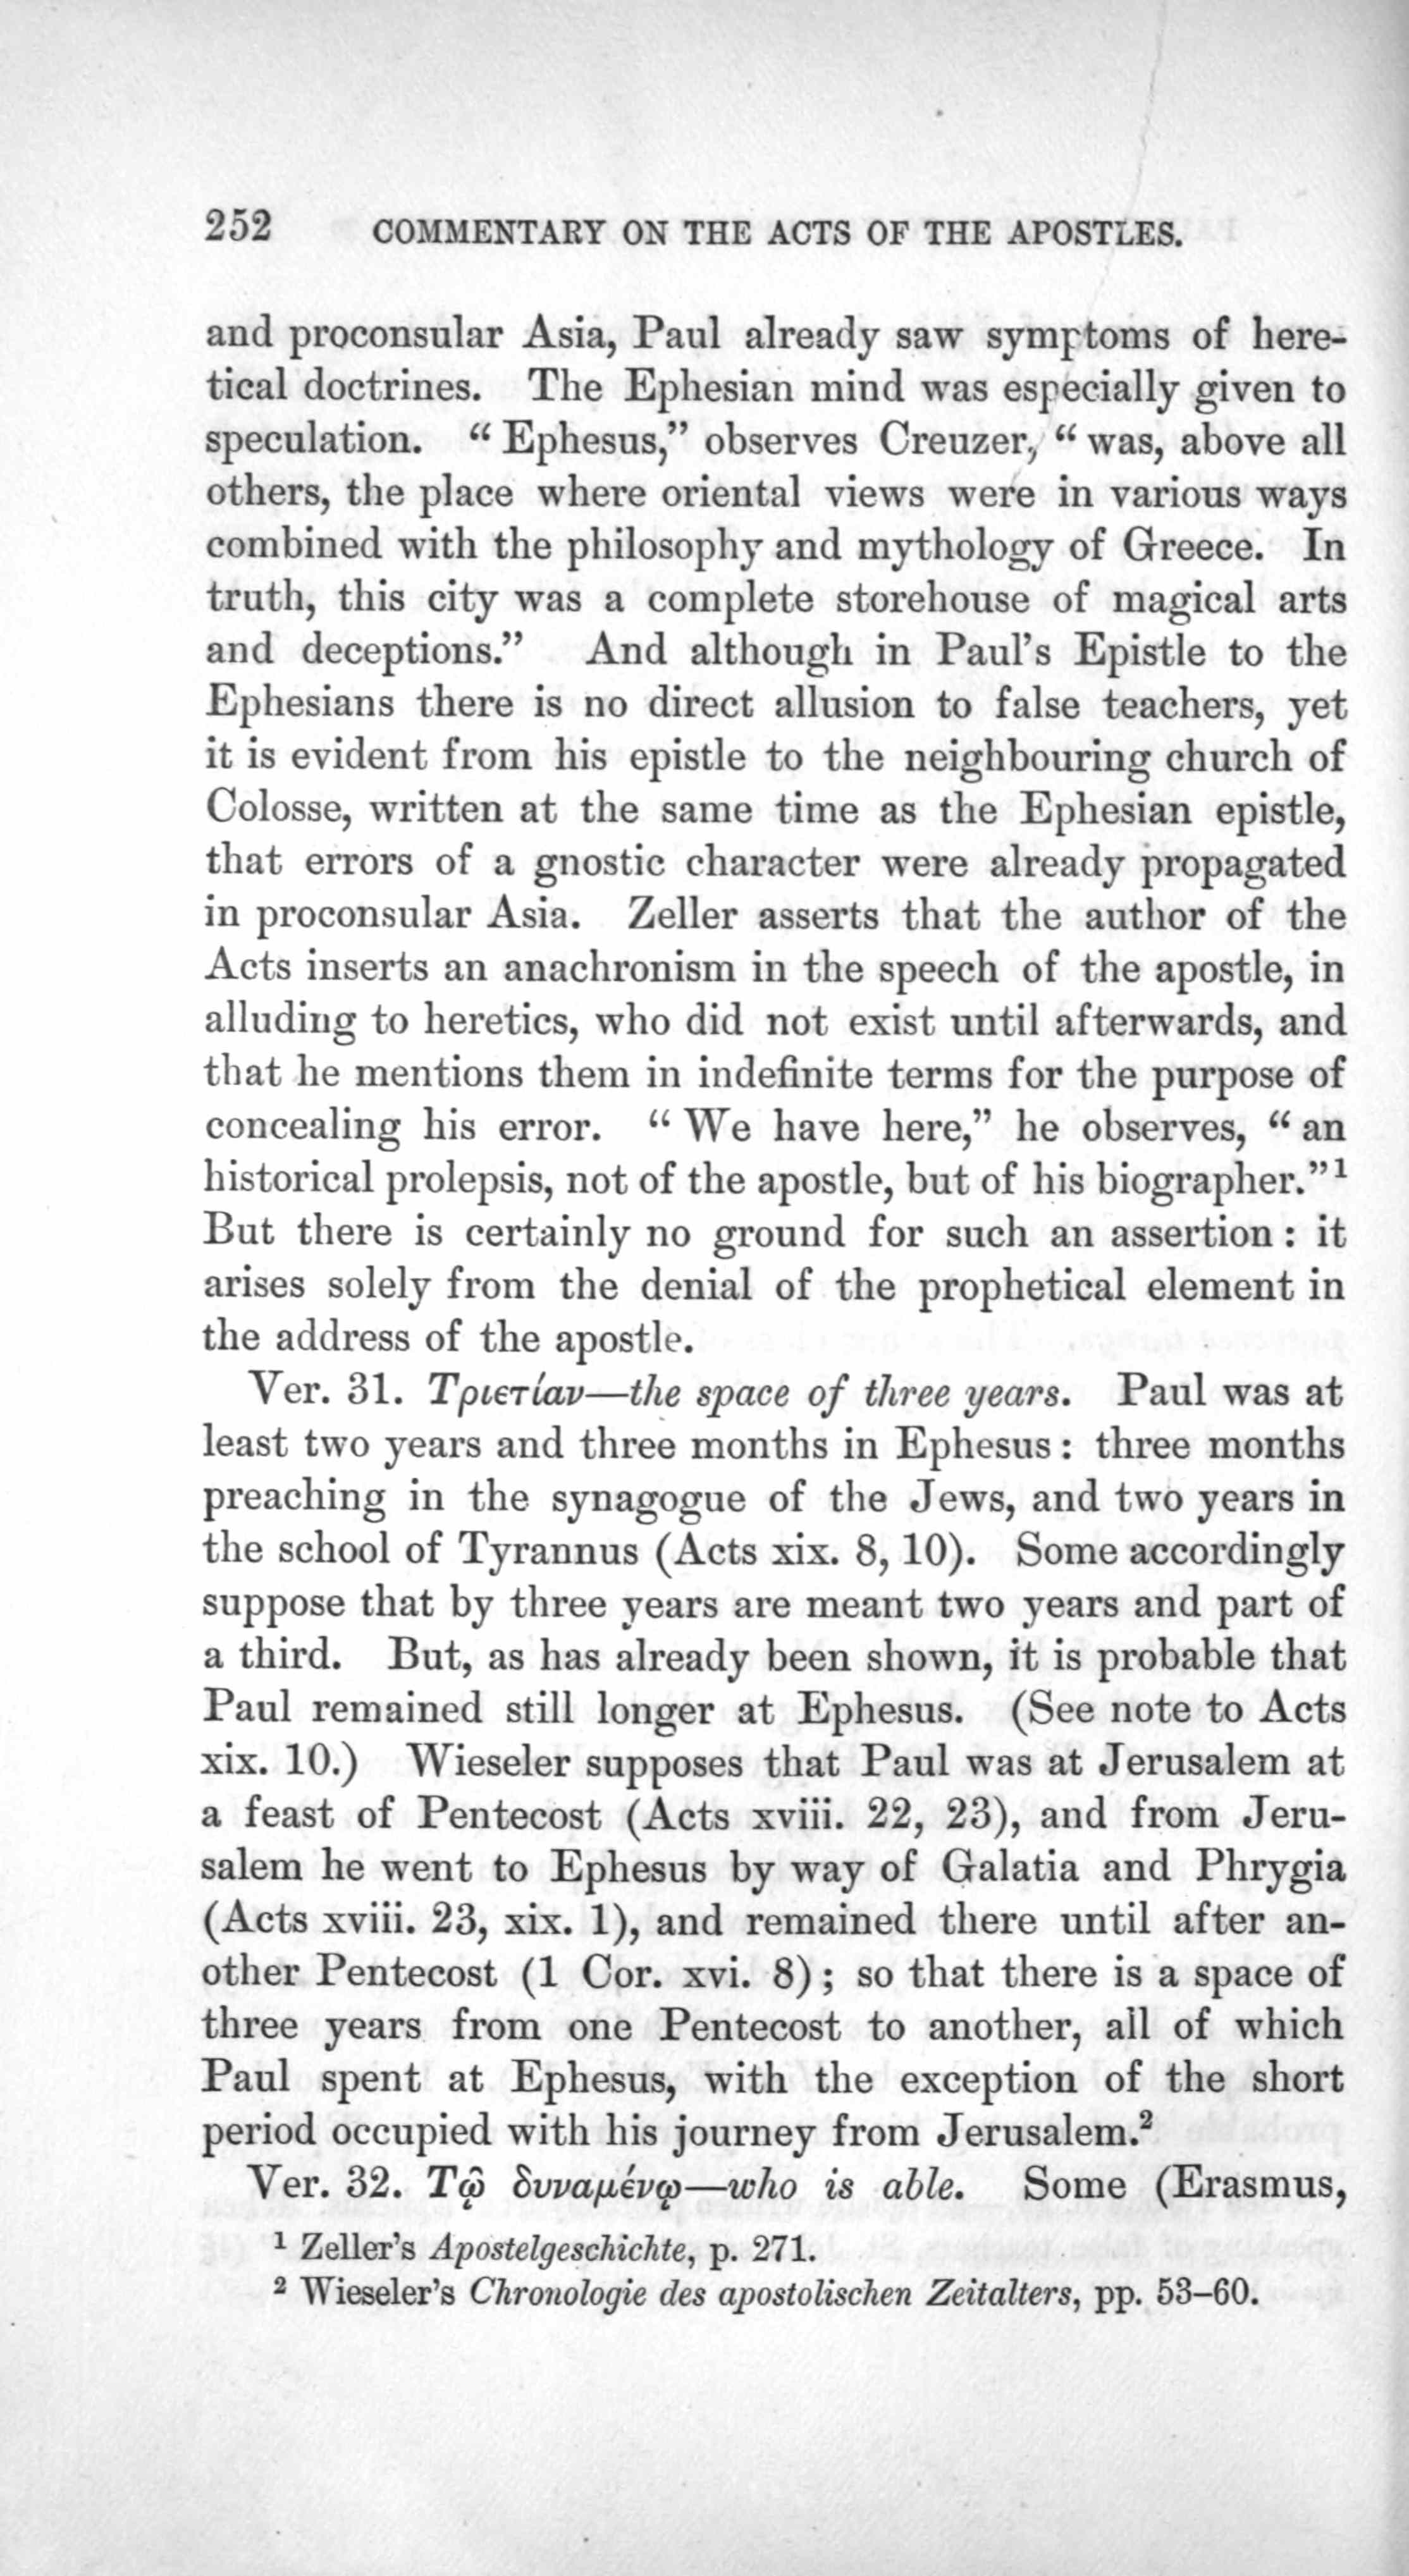 252 COMMENTARY ON THE ACTS OF THE APOSTLES.
and proconsular Asia, Paul already saw symptoms of here-
tical doctrines. The Ephesian mind was especially given to
speculation. “Ephesus,” observes Creuzer, “was, above all
others, the place where oriental views were in various ways
combined with the philosophy and mythology of Greece. In
truth, this city was a complete storehouse of magical arts
and deceptions.” And although in Paul's Epistle to the
Ephesians there is no direct allusion to false teachers, yet
it is evident from his epistle to the neighbouring church of
Colosse, written at the same time as the Ephesian epistle,
that errors of a gnostic character were already propagated
in proconsular Asia. Zeller asserts that the author of the
Acts inserts an anachronism in the speech of the apostle, in
alluding to heretics, who did not exist until afterwards, and
that he mentions them in indefinite terms for the purpose of
concealing his error. “We have here,” he observes, “an
historical prolepsis, not of the apostle, but of his biographer.”¹
But there is certainly no ground for such an assertion: it
arises solely from the denial of the prophetical element in
the address of the apostle.
Ver. 31. Τριετίαν—the space of three years. Paul was at
least two years and three months in Ephesus: three months
preaching in the synagogue of the Jews, and two years in
the school of Tyrannus (Acts xix. 8, 10). Some accordingly
suppose that by three years are meant two years and part of
a third. But, as has already been shown, it is probable that
Paul remained still longer at Ephesus. (See note to Acts
xix. 10.) Wieseler supposes that Paul was at Jerusalem at
a feast of Pentecost (Acts xviii. 22, 23), and from Jeru-
salem he went to Ephesus by way of Galatia and Phrygia
(Acts xviii. 23, xix. 1), and remained there until after an-
other Pentecost (1 Cor. xvi. 8); so that there is a space of
three years from one Pentecost to another, all of which
Paul spent at Ephesus, with the exception of the short
period occupied with his journey from Jerusalem.²
Ver. 32. Τῷ δυναμένῳ—who is able. Some (Erasmus,
¹ Zeller's Apostelgeschichte, p. 271.
² Wieseler's Chronologie des apostolischen Zeitalters, pp. 53–60.